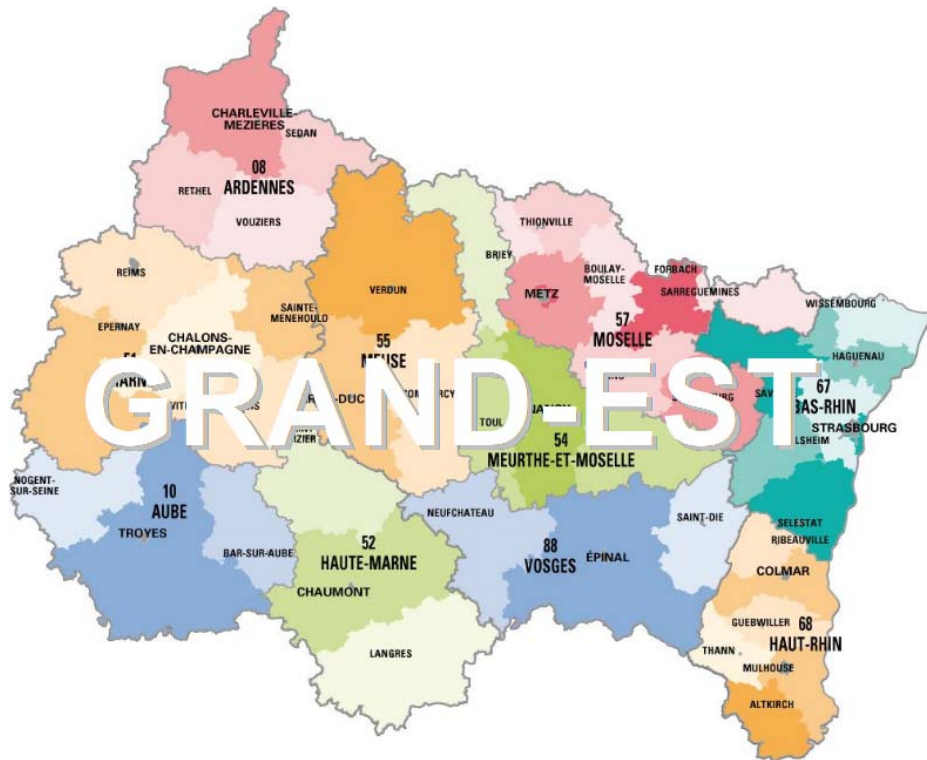 CHARLEVILLE-
MEZIÈRES
SEDAN
08
ARDENNES
RETHEL
VOUZIERS
REIMS
EPERNAY
SAINTE-
MENEHOULD
CHALONS-
EN-CHAMPAGNE
VERDUN
55
MEUSE
BRIEY
THIONVILLE
METZ
BOULAY-
MOSELLE
FORBACH
SARREGUEMINES
57
MOSELLE
WISSEMBOURG
HAGUENAU
67
BAS-RHIN
STRASBOURG
GRAND-EST
TOUL
54
MEURTHE-ET-MOSELLE
NOGENT-
SUR-SEINE
10
AUBE
TROYES
BAR-SUR-AUBE
52
HAUTE-MARNE
CHAUMONT
LANGRES
NEUFCHATEAU
88
VOSGES
ÉPINAL
SAINT-DIE
SELESTAT
RIBEAUVILLE
COLMAR
GUEBWILLER
68
HAUT-RHIN
THANN
MULHOUSE
ALTKIRCH